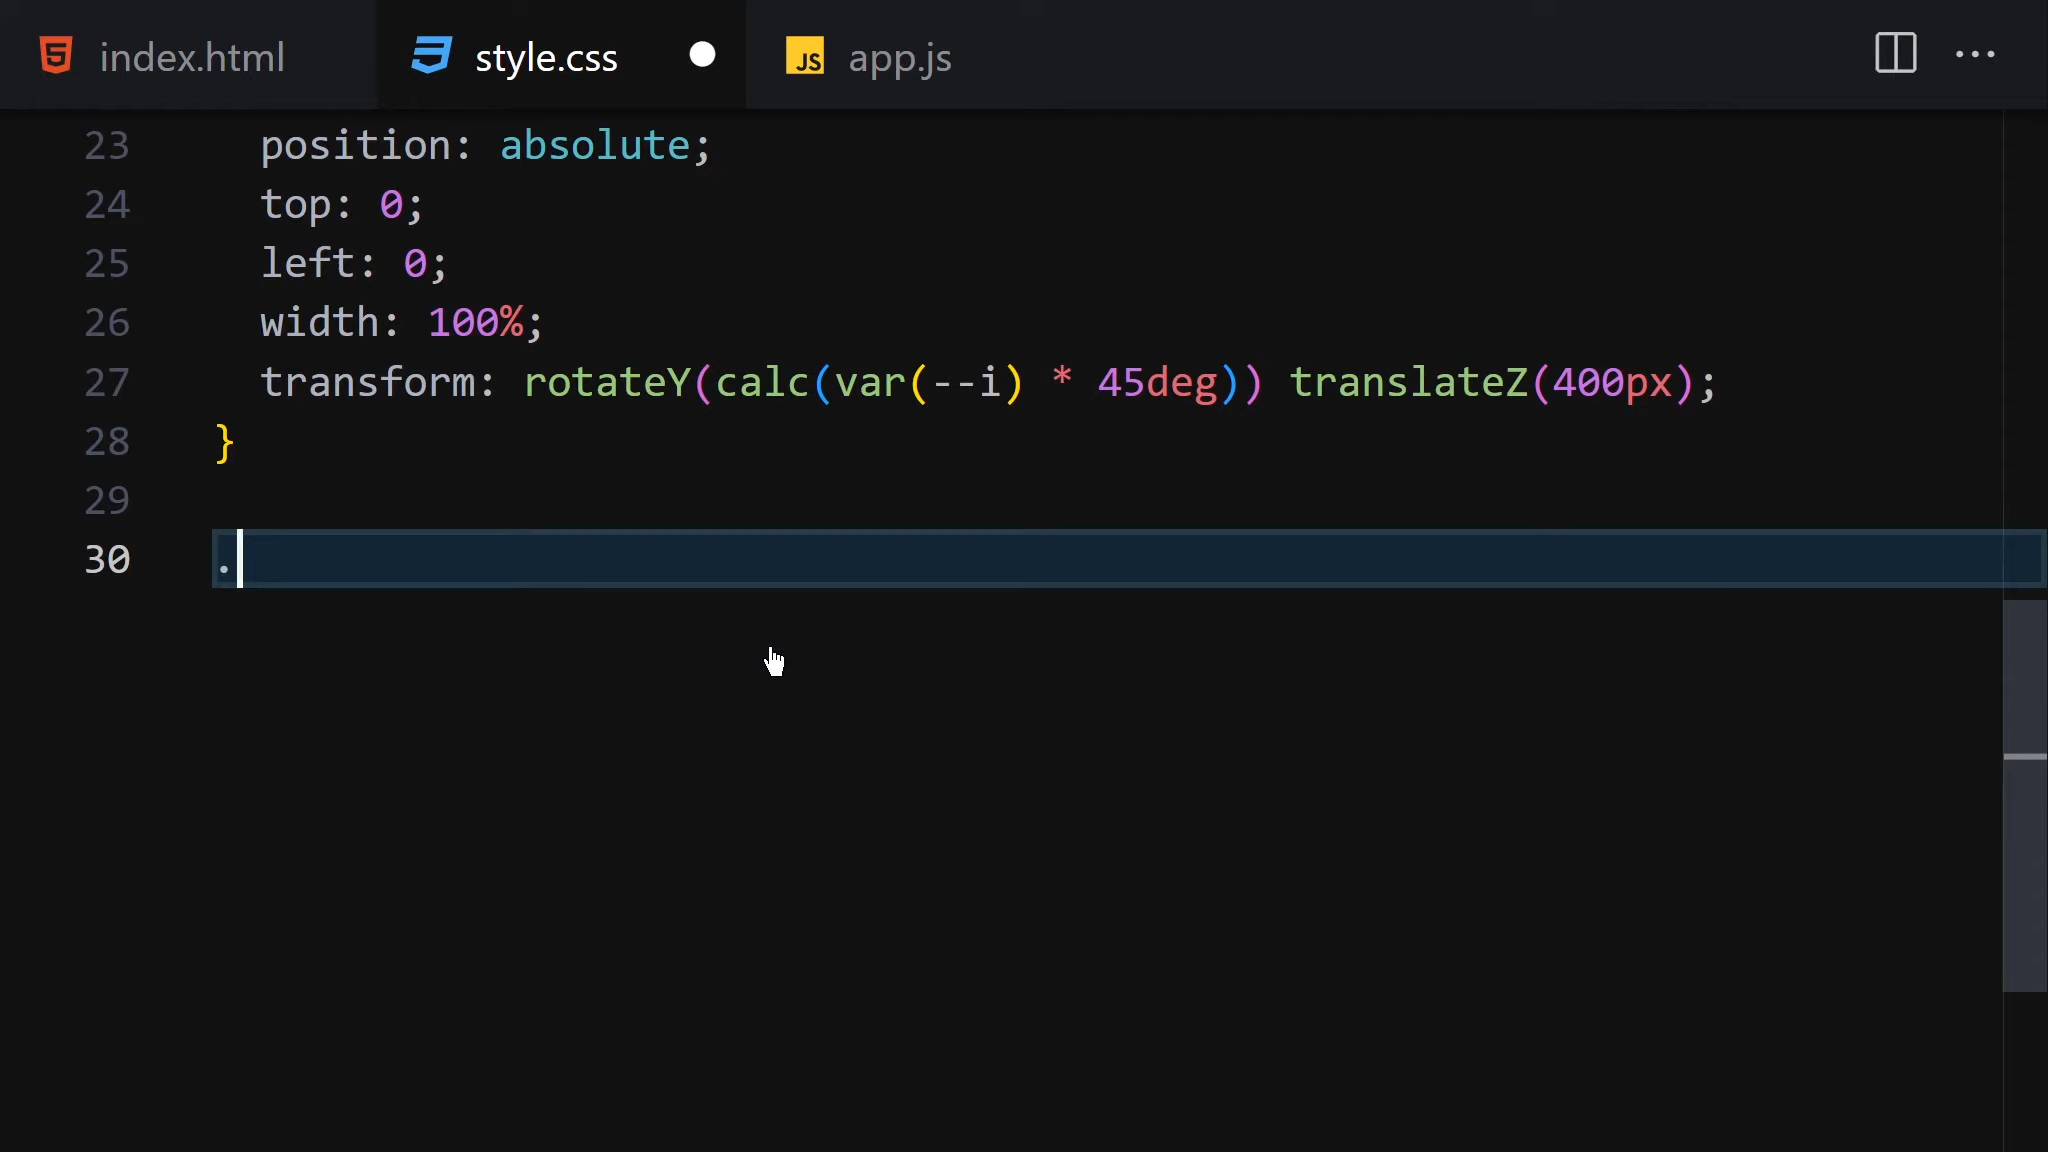 index.html style.css JS app.js
23 position: absolute;
24 top: 0;
25 left: 0;
26 width: 100%;
27 transform: rotateY(calc(var(--i) * 45deg)) translateZ(400px);
28 }
29
30 .